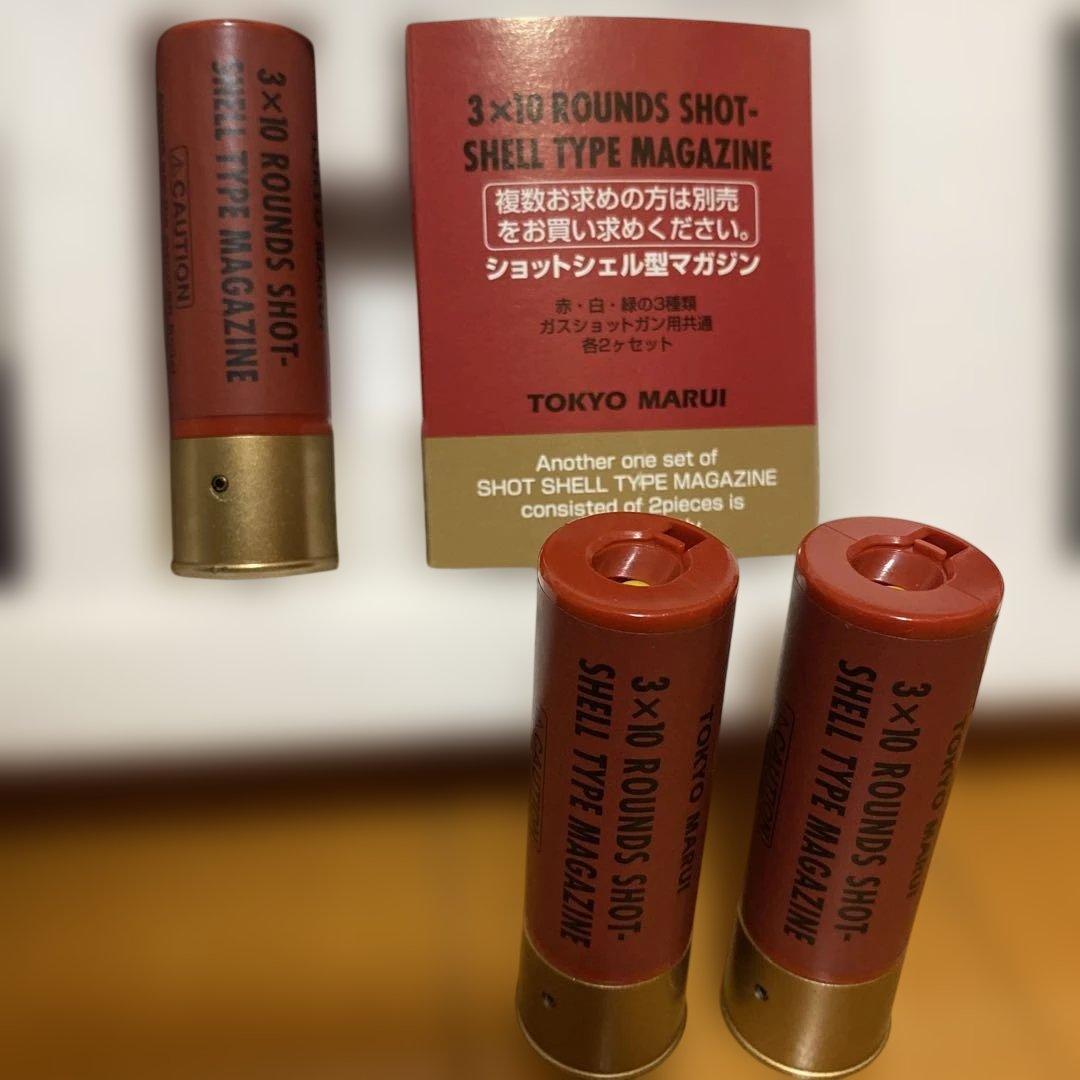 3×10 ROUNDS SHOT-
SHELL TYPE MAGAZINE
⚠CAUTION
3×10 ROUNDS SHOT-
SHELL TYPE MAGAZINE
複数お求めの方は別売
をお買い求めください。
ショットシェル型マガジン
赤・白・緑の3種類
ガスショットガン用共通
各2ヶセット
TOKYO MARUI
Another one set of
SHOT SHELL TYPE MAGAZINE
consisted of 2pieces is
TOKYO MARUI
3×10 ROUNDS SHOT-
SHELL TYPE MAGAZINE
⚠CAUTION
TOKYO MARUI
3×10 ROUNDS SHOT-
SHELL TYPE MAGAZINE
⚠CAUTION